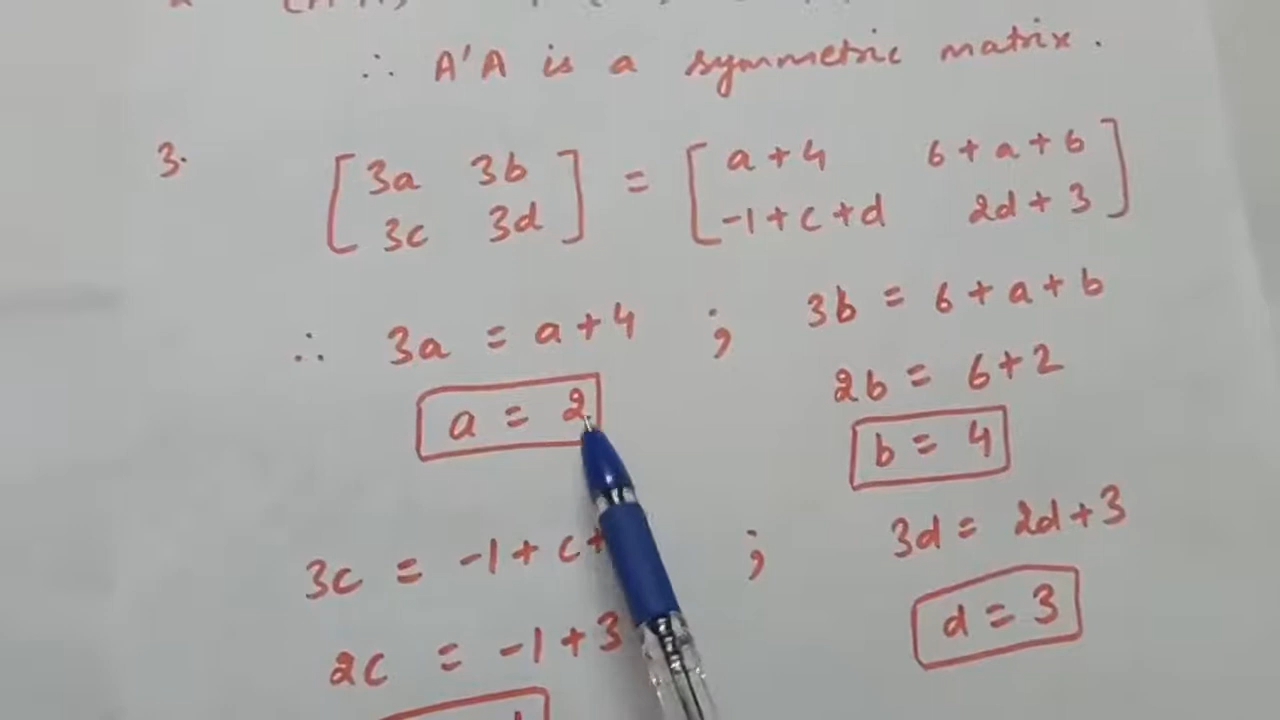 ∴ A'A is a symmetric matrix.
3. [3a 3b] = [a+4 6+a+b]
[3c 3d] [-1+c+d 2d+3]
∴ 3a = a+4 ; 3b = 6+a+b
a = 2 2b = 6+2
b = 4
3c = -1+c+ ; 3d = 2d+3
2c = -1+3 d = 3